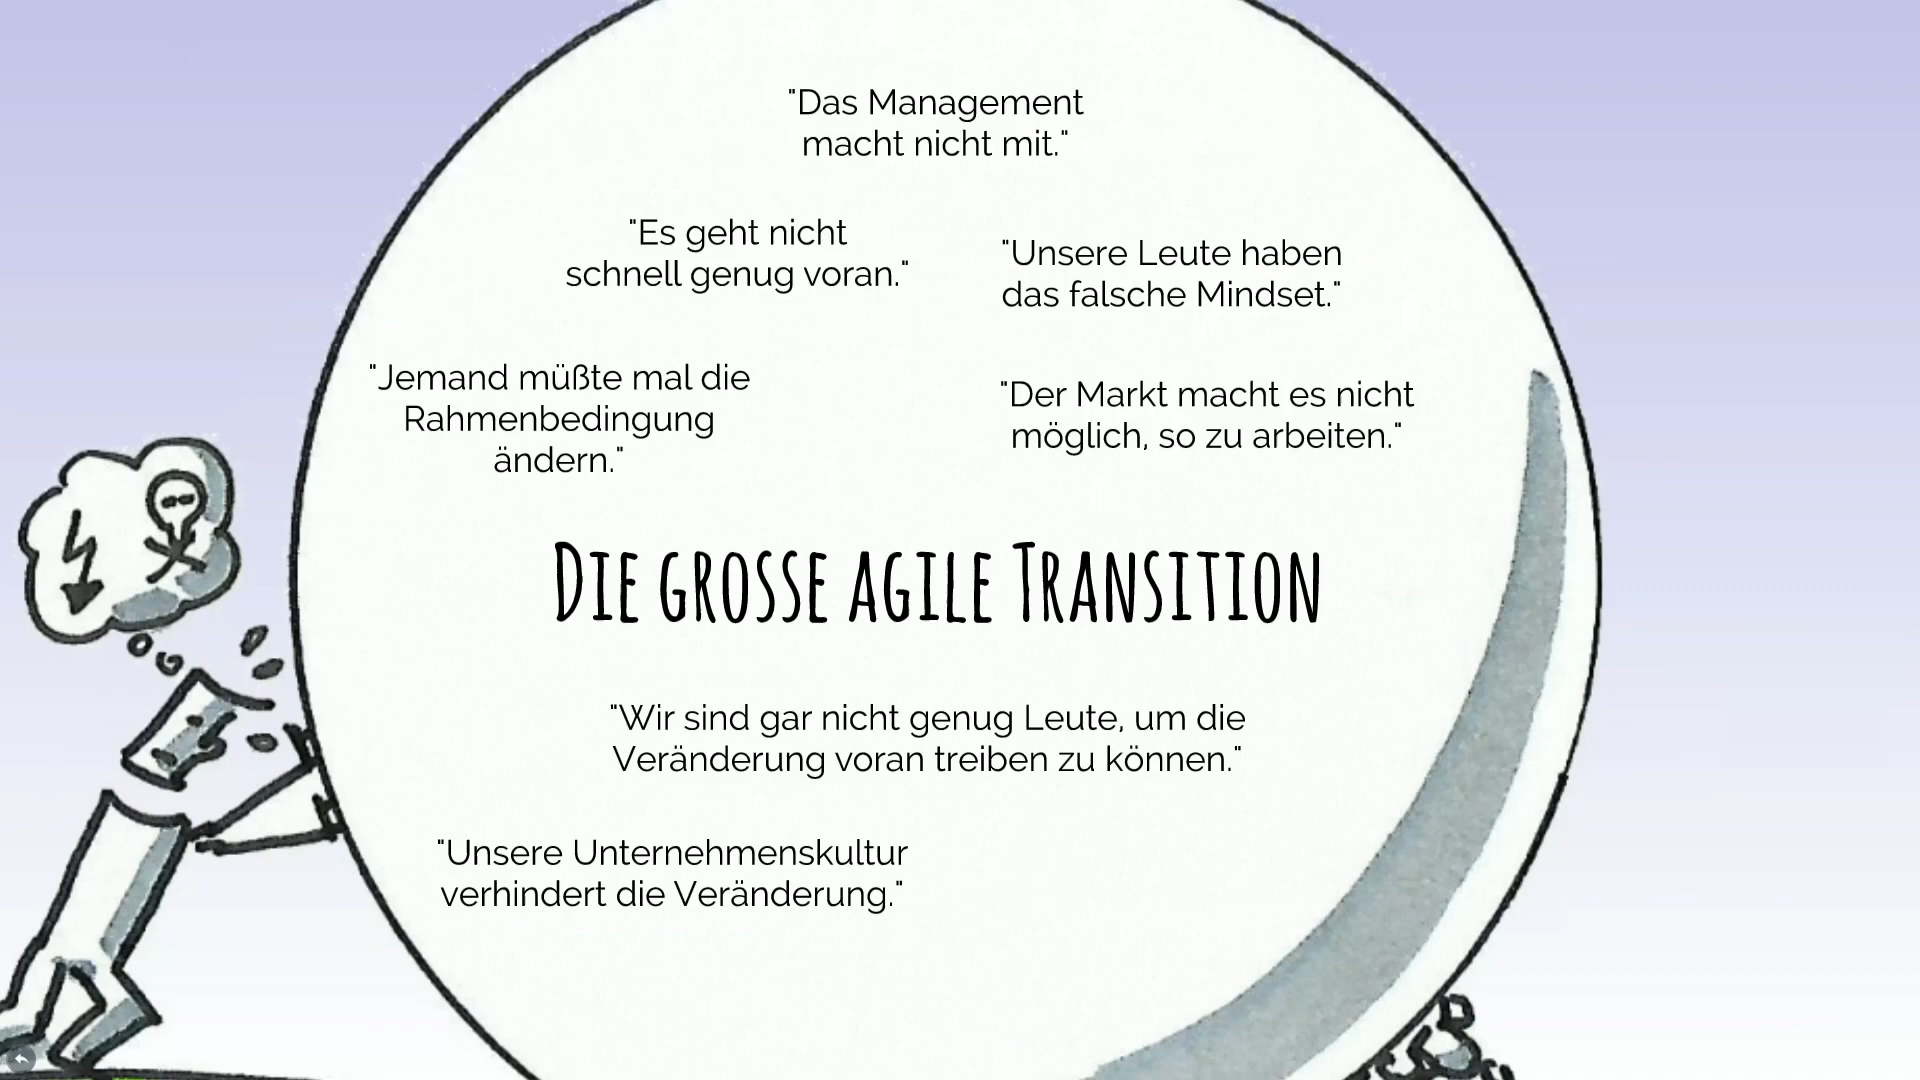 "Das Management
macht nicht mit."
"Es geht nicht
schnell genug voran."
"Unsere Leute haben
das falsche Mindset."
"Jemand müßte mal die
Rahmenbedingung
ändern."
"Der Markt macht es nicht
möglich, so zu arbeiten."
Die grosse agile Transition
"Wir sind gar nicht genug Leute, um die
Veränderung voran treiben zu können."
"Unsere Unternehmenskultur
verhindert die Veränderung."